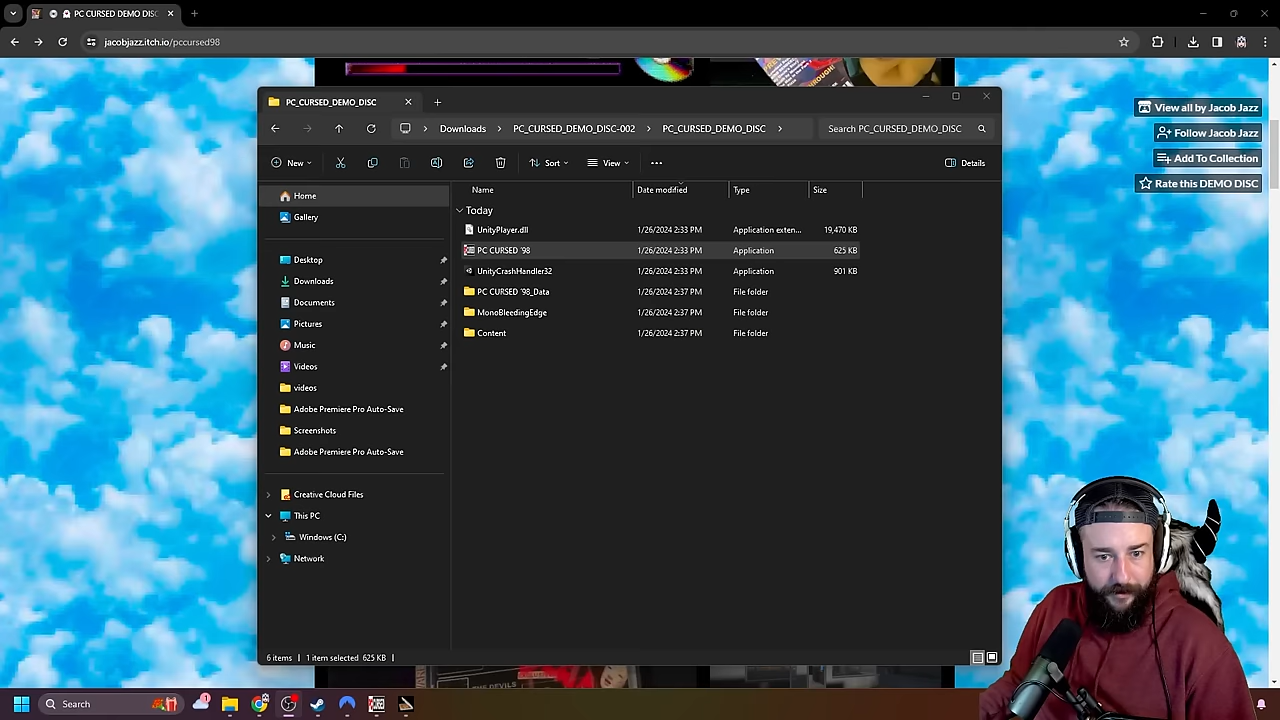 PC CURSED DEMO DISC
jacobjazz.itch.io/pccursed98
View all by Jacob Jazz
Follow Jacob Jazz
Add To Collection
Rate this DEMO DISC
PC_CURSED_DEMO_DISC
Downloads > PC_CURSED_DEMO_DISC-002 > PC_CURSED_DEMO_DISC >
Search PC_CURSED_DEMO_DISC
New Sort View ... Details
Home
Gallery
Desktop
Downloads
Documents
Pictures
Music
Videos
videos
Adobe Premiere Pro Auto-Save
Screenshots
Adobe Premiere Pro Auto-Save
Creative Cloud Files
This PC
Windows (C:)
Network
Name Date modified Type Size
Today
UnityPlayer.dll 1/26/2024 2:33 PM Application exten... 19,470 KB
PC CURSED '98 1/26/2024 2:33 PM Application 625 KB
UnityCrashHandler32 1/26/2024 2:33 PM Application 901 KB
PC CURSED '98_Data 1/26/2024 2:37 PM File folder
MonoBleedingEdge 1/26/2024 2:37 PM File folder
Content 1/26/2024 2:37 PM File folder
6 items | 1 item selected 625 KB |
THE DEVILS
Search